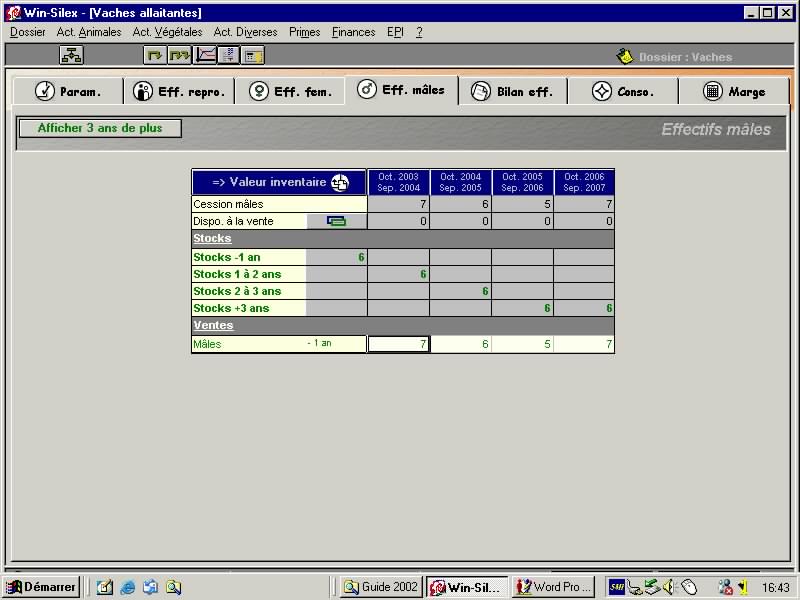 Win-Silex - [Vaches allaitantes]
Dossier Act. Animales Act. Végétales Act. Diverses Primes Finances EPI ?
Dossier : Vaches
Param. Eff. repro. Eff. fem. Eff. mâles Bilan eff. Conso. Marge
Afficher 3 ans de plus
Effectifs mâles
=> Valeur inventaire Oct. 2003 Sep. 2004 Oct. 2004 Sep. 2005 Oct. 2005 Sep. 2006 Oct. 2006 Sep. 2007
Cession mâles 7 6 5 7
Dispo. à la vente 0 0 0 0
Stocks
Stocks -1 an 6
Stocks 1 à 2 ans 6
Stocks 2 à 3 ans 6
Stocks +3 ans 6 6
Ventes
Mâles - 1 an 7 6 5 7
Démarrer Guide 2002 Win-Sil... Word Pro ... 16:43